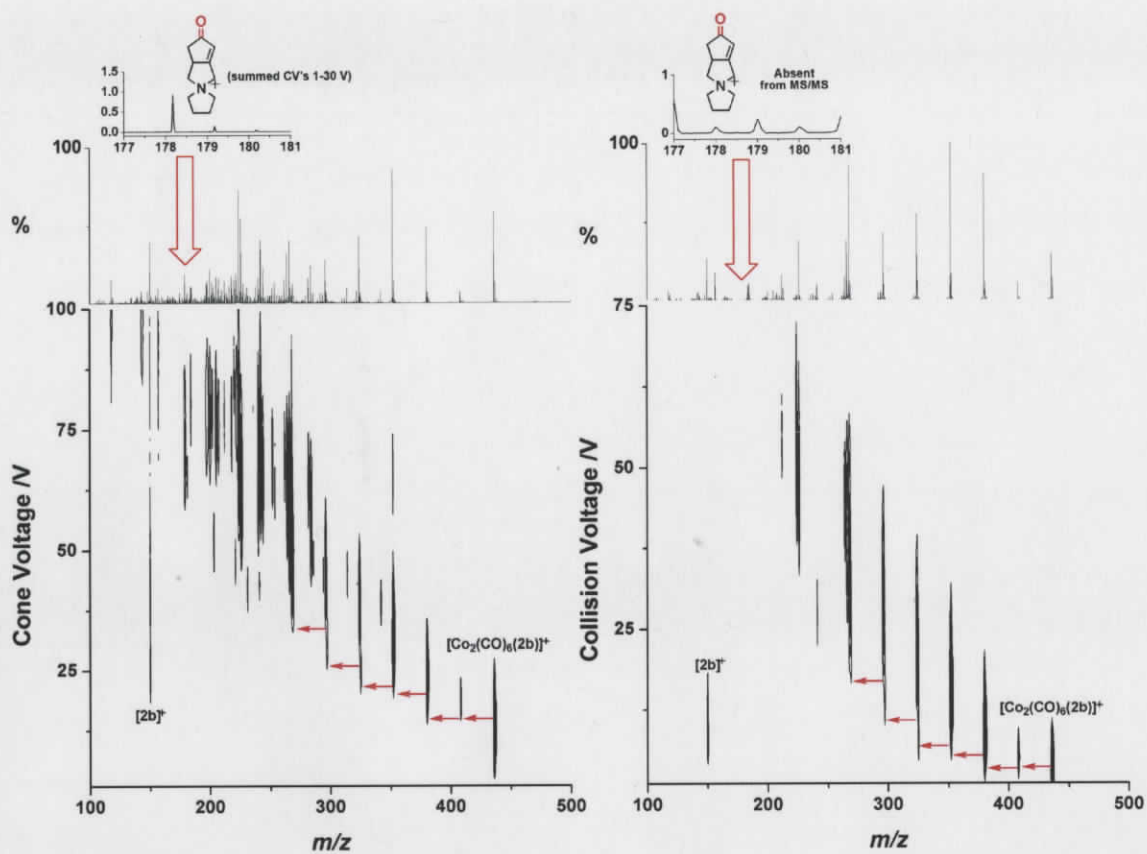 O
N
+
(summed CV's 1-30 V)
1.5
1.0
0.5
0.0
177 178 179 180 181
100
%
100
75
50
25
Cone Voltage /V
[2b]⁺
[Co₂(CO)₆(2b)]⁺
100 200 300 400 500
m/z
O
N
+
Absent
from MS/MS
1
0
177 178 179 180 181
100
%
75
50
25
Collision Voltage /V
[2b]⁺
[Co₂(CO)₆(2b)]⁺
100 200 300 400 500
m/z